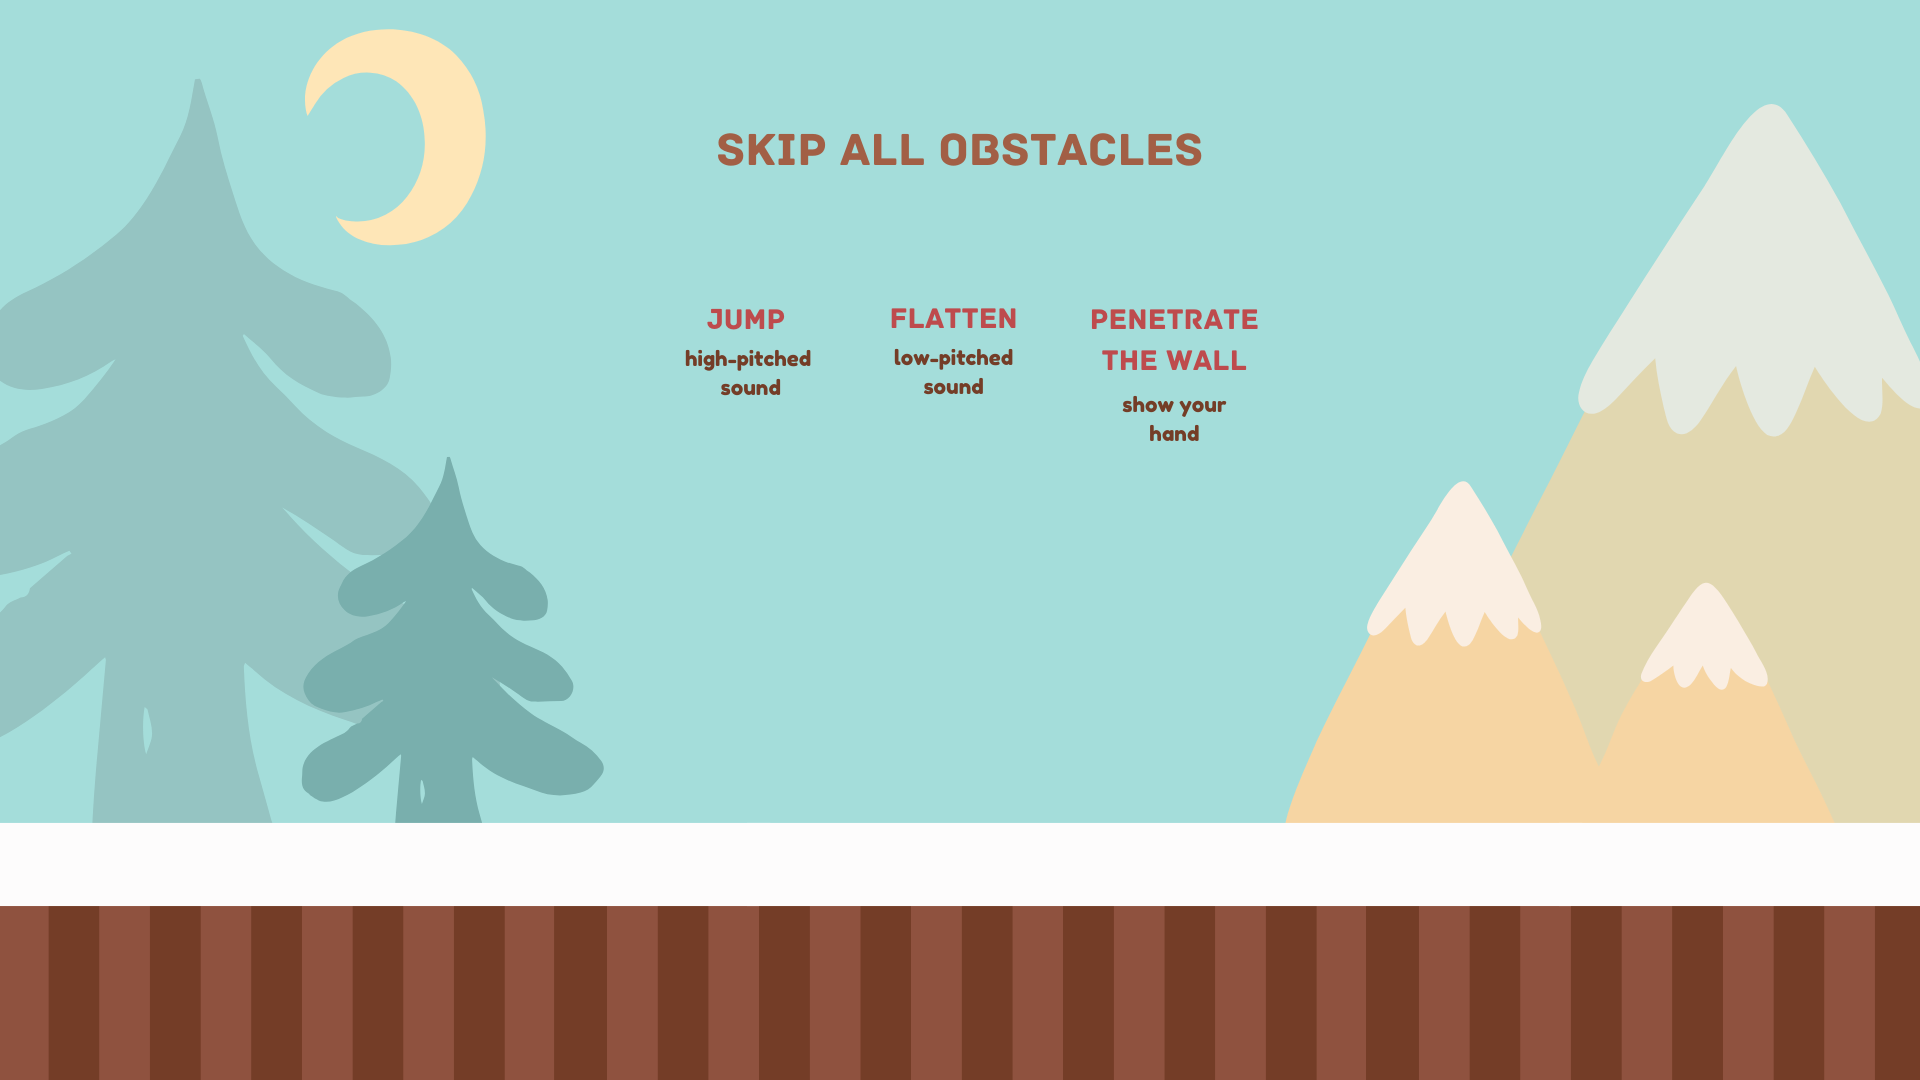 SKIP ALL OBSTACLES
JUMP
high-pitched
sound
FLATTEN
low-pitched
sound
PENETRATE
THE WALL
show your
hand